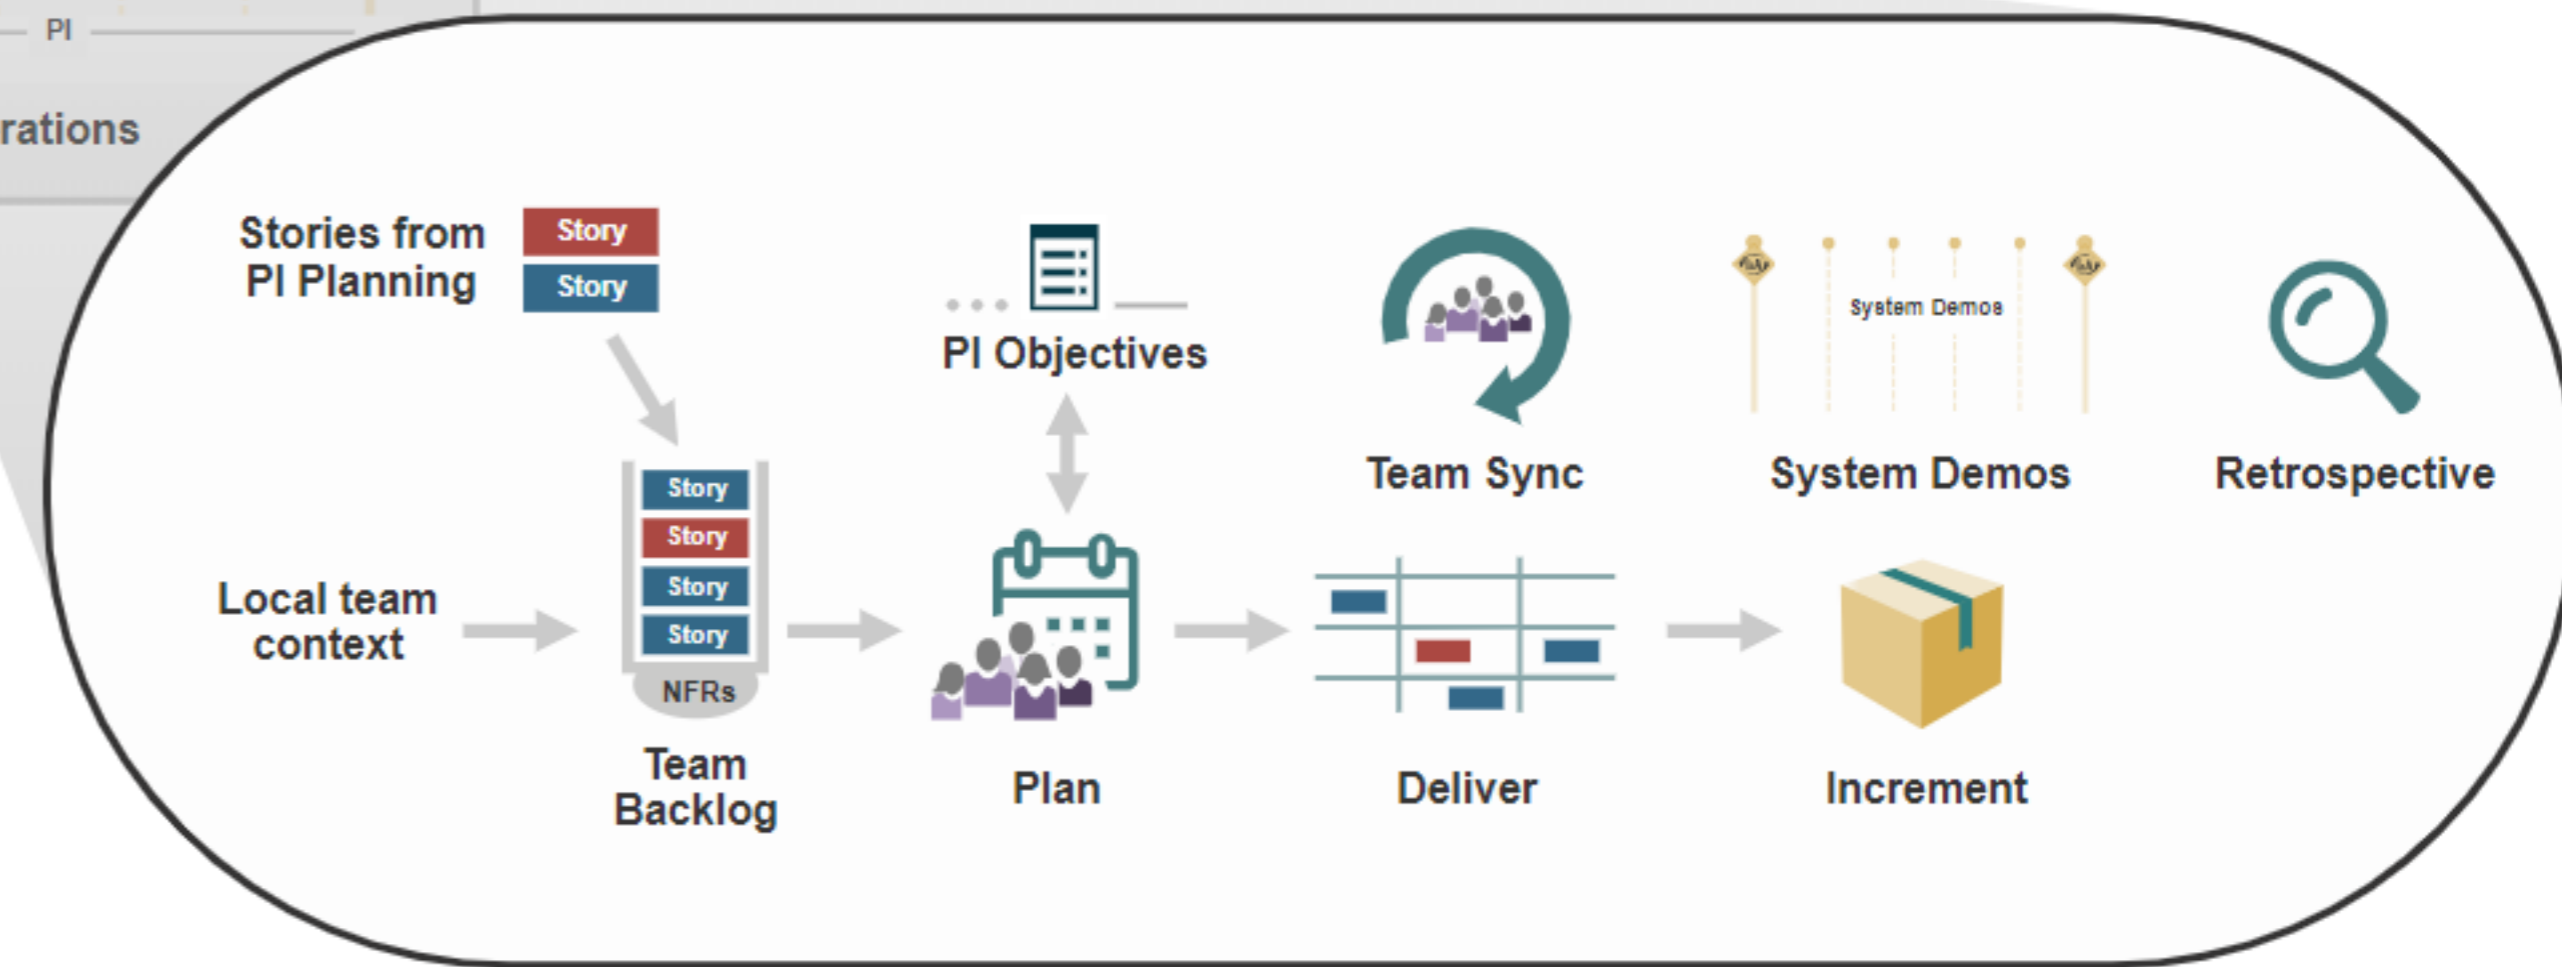 PI
rations
Stories from
PI Planning
Story
Story
PI Objectives
Team Sync
System Demos
System Demos
Retrospective
Local team
context
Story
Story
Story
Story
NFRs
Team
Backlog
Plan
Deliver
Increment